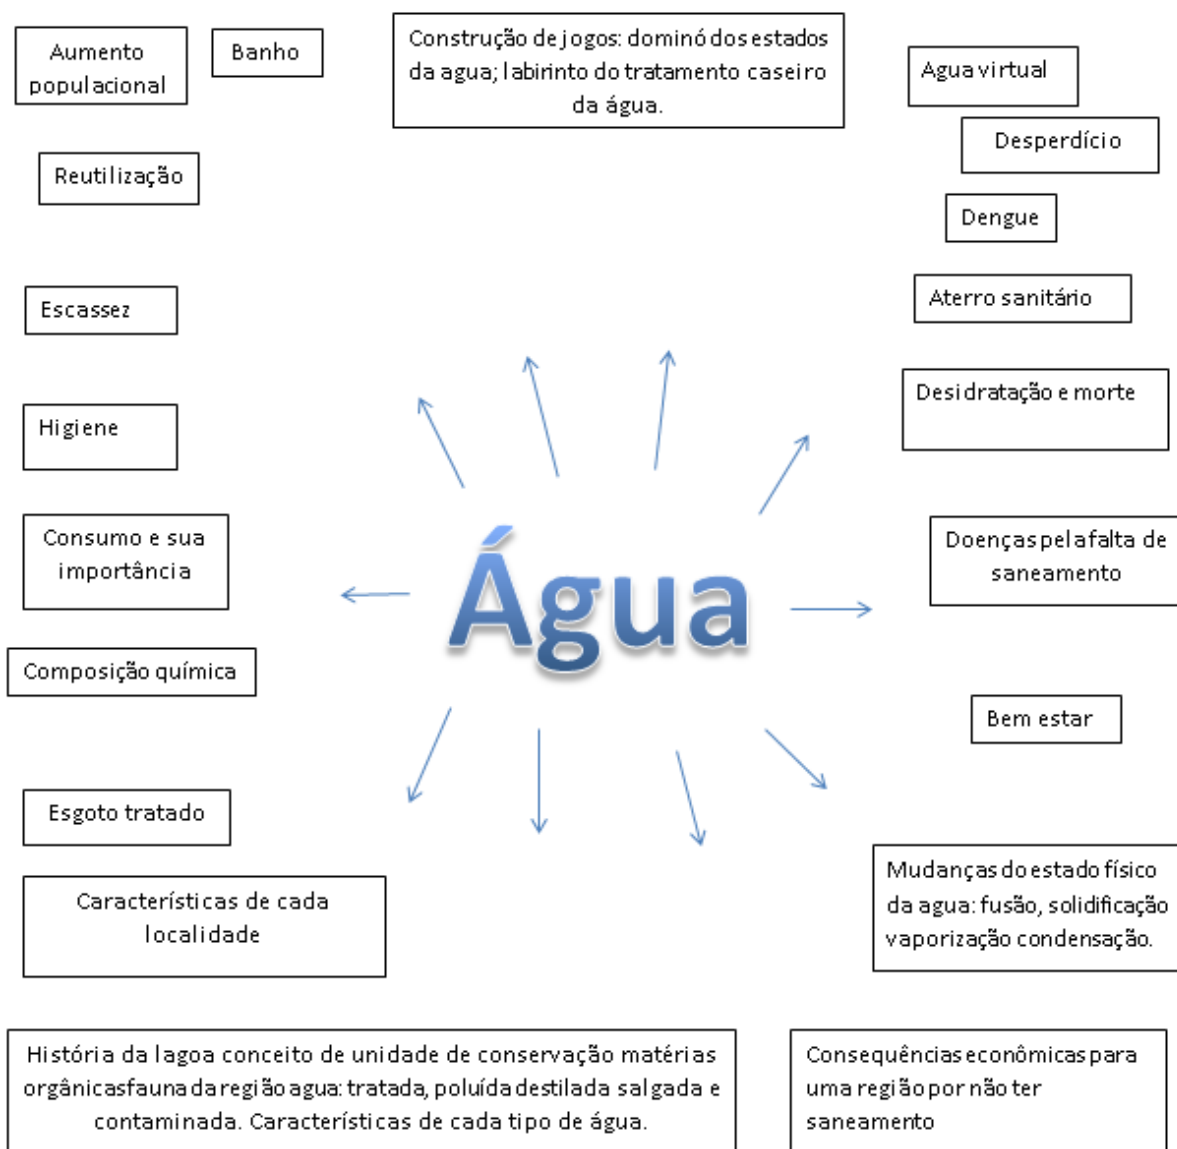 Aumento
populacional
Banho
Construção de jogos: dominó dos estados
da agua; labirinto do tratamento caseiro
da água.
Agua virtual
Desperdício
Reutilização
Dengue
Escassez
Aterro sanitário
Higiene
Desidratação e morte
Consumo e sua
importância
Água
Doenças pela falta de
saneamento
Composição química
Bem estar
Esgoto tratado
Características de cada
localidade
Mudanças do estado físico
da agua: fusão, solidificação
vaporização condensação.
História da lagoa conceito de unidade de conservação matérias
orgânicas fauna da região agua: tratada, poluída destilada salgada e
contaminada. Características de cada tipo de água.
Consequências econômicas para
uma região por não ter
saneamento